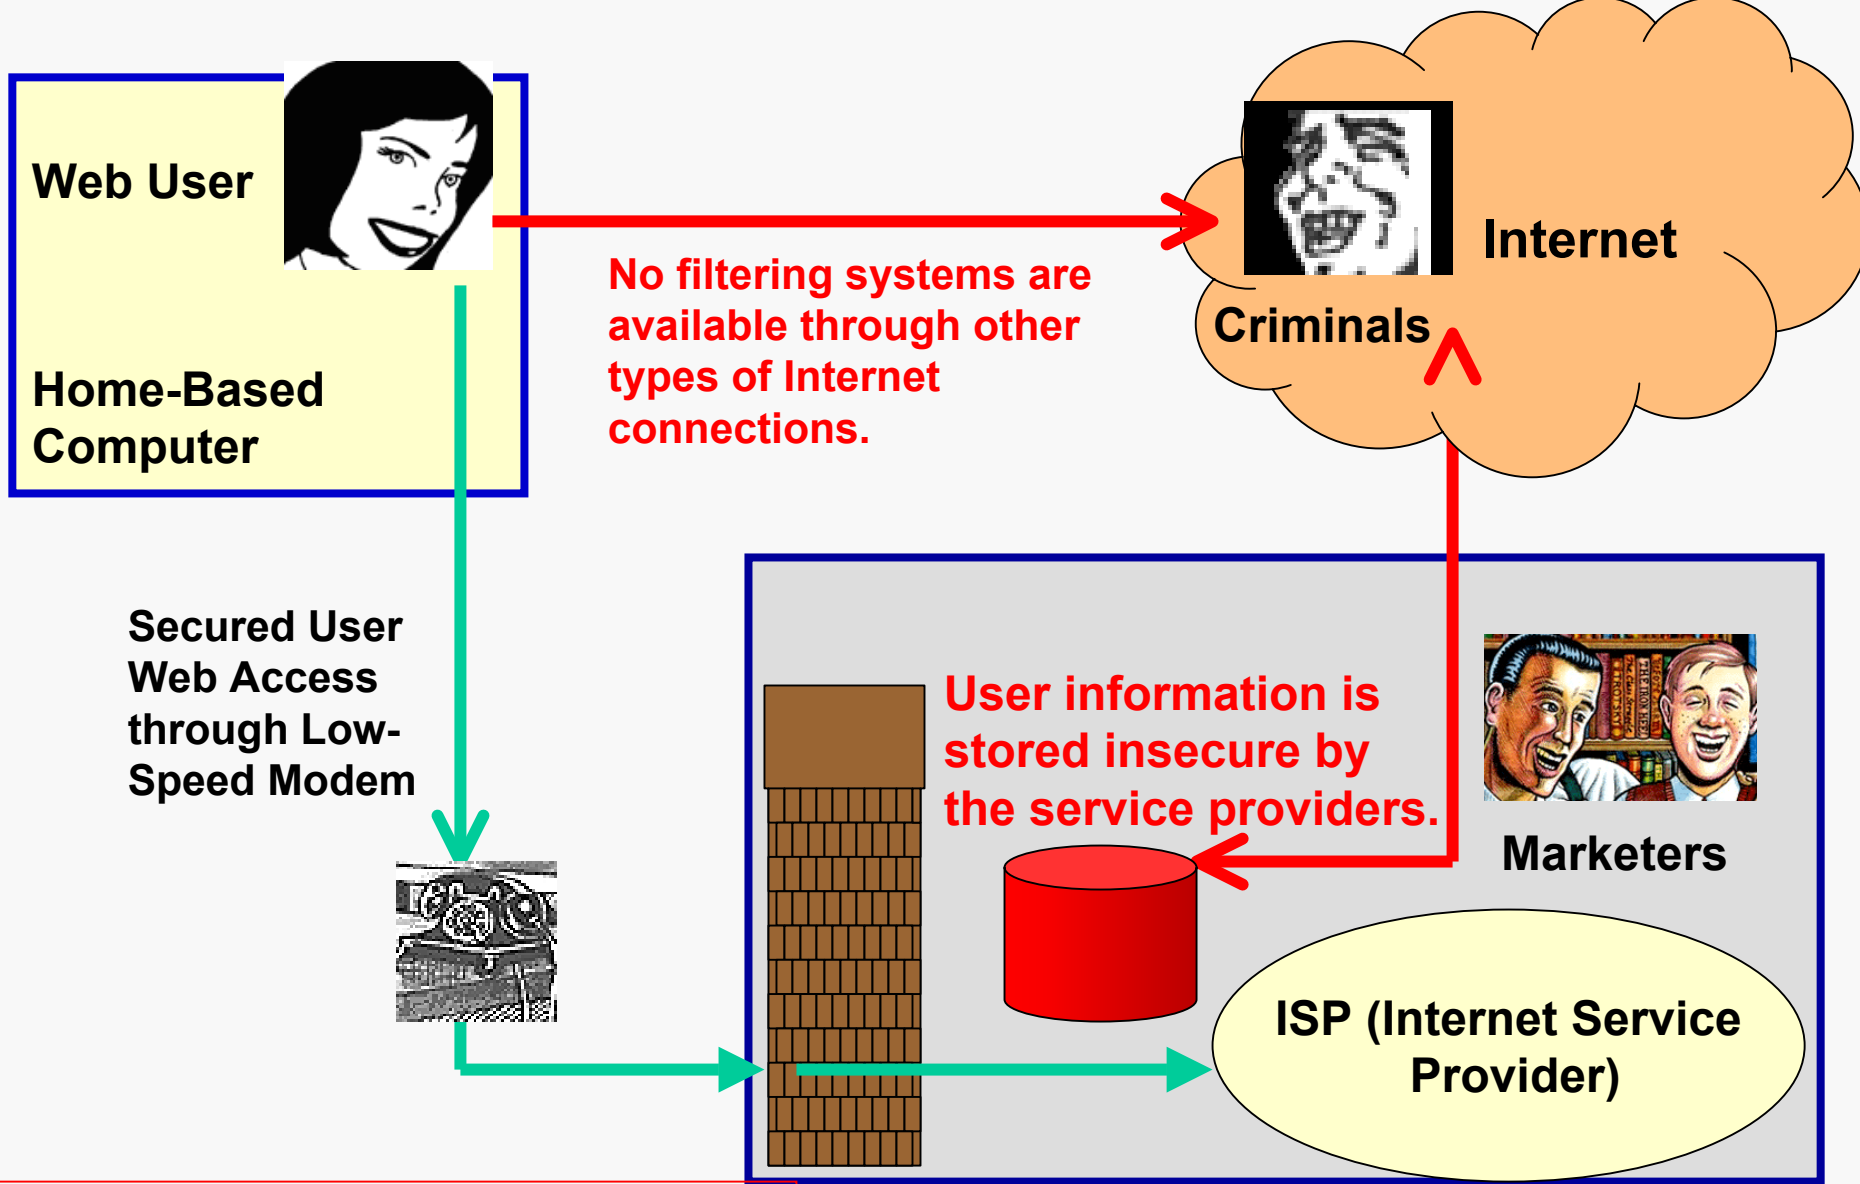 Web User
Home-Based
Computer
No filtering systems are
available through other
types of Internet
connections.
Internet
Criminals
Secured User
Web Access
through Low-
Speed Modem
User information is
stored insecure by
the service providers.
Marketers
ISP (Internet Service
Provider)